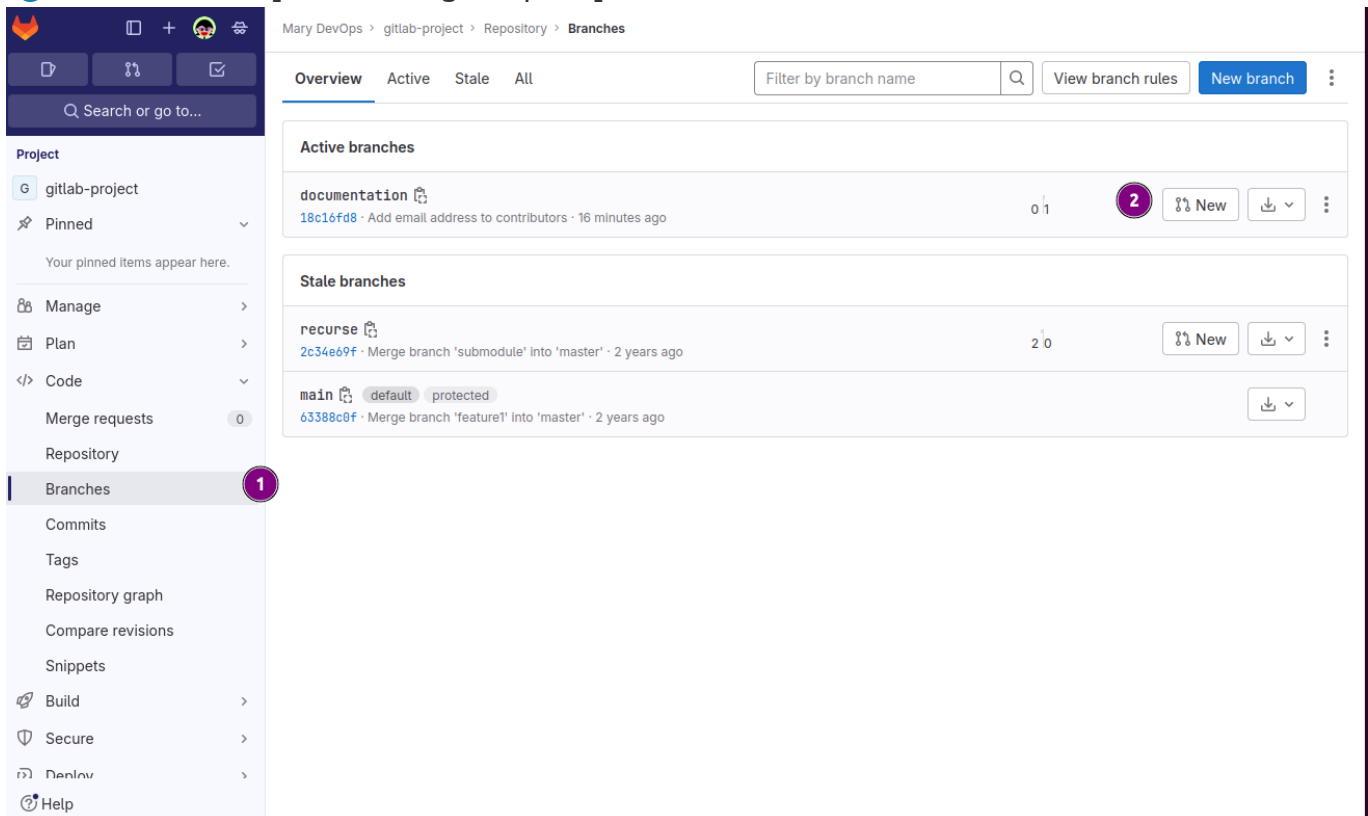 Mary DevOps > gitlab-project > Repository > Branches
Search or go to...
Project
G gitlab-project
Pinned
Your pinned items appear here.
Manage
Plan
Code
Merge requests 0
Repository
Branches 1
Commits
Tags
Repository graph
Compare revisions
Snippets
Build
Secure
Deploy
Help
Overview Active Stale All Filter by branch name View branch rules New branch
Active branches
documentation
18c16fd8 · Add email address to contributors · 16 minutes ago
0 1 2 New
Stale branches
recurse
2c34e69f · Merge branch 'submodule' into 'master' · 2 years ago
2 0 New
main default protected
63388c0f · Merge branch 'feature1' into 'master' · 2 years ago